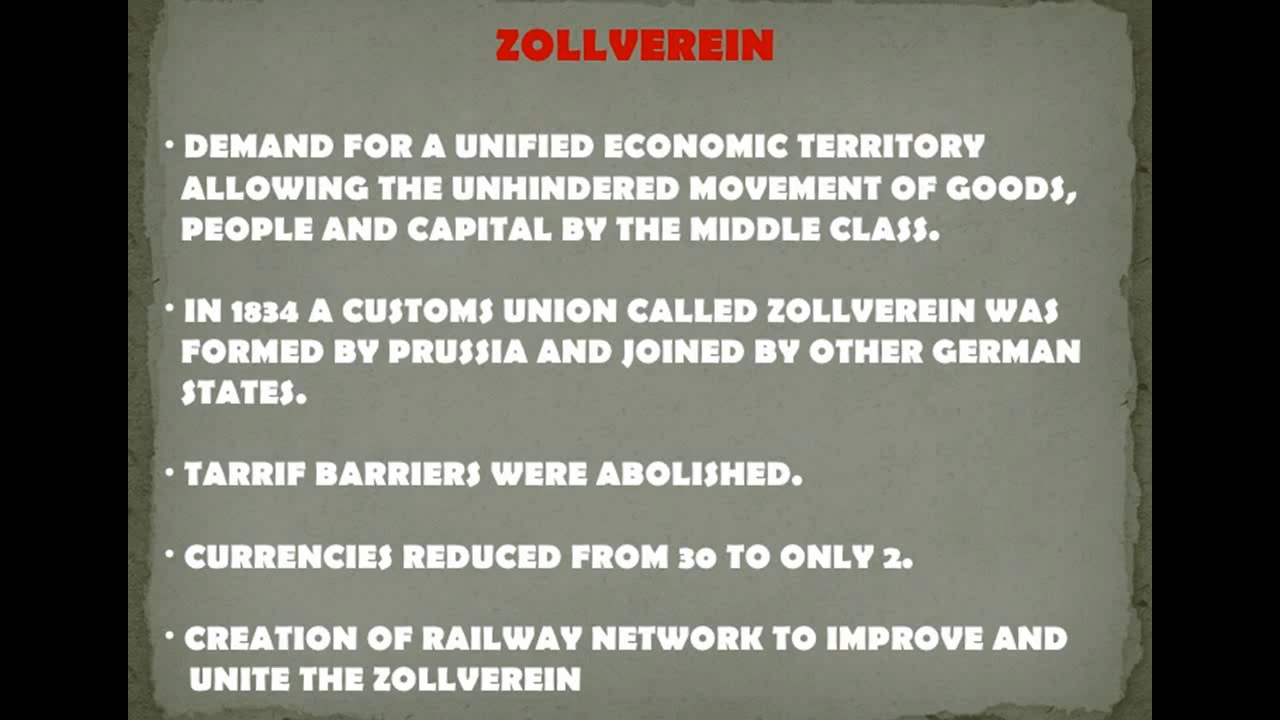 ZOLLVEREIN
• DEMAND FOR A UNIFIED ECONOMIC TERRITORY
ALLOWING THE UNHINDERED MOVEMENT OF GOODS,
PEOPLE AND CAPITAL BY THE MIDDLE CLASS.
• IN 1834 A CUSTOMS UNION CALLED ZOLLVEREIN WAS
FORMED BY PRUSSIA AND JOINED BY OTHER GERMAN
STATES.
• TARRIF BARRIERS WERE ABOLISHED.
• CURRENCIES REDUCED FROM 30 TO ONLY 2.
• CREATION OF RAILWAY NETWORK TO IMPROVE AND
UNITE THE ZOLLVEREIN